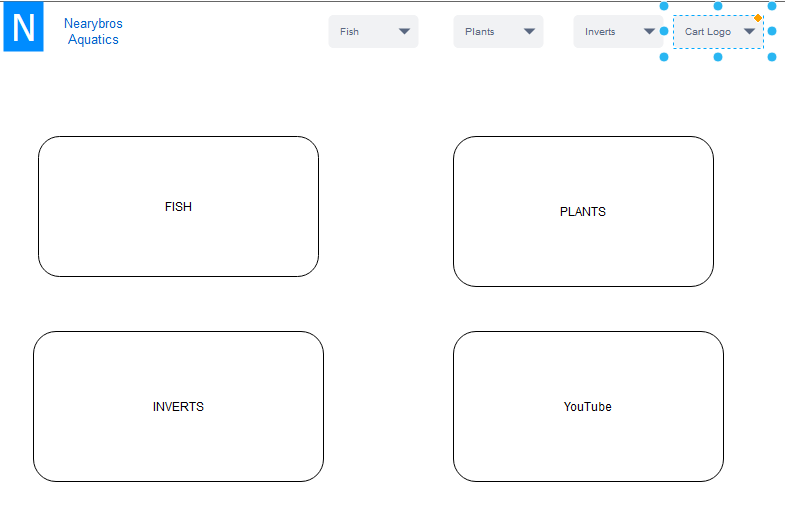 N
Nearybros
Aquatics
Fish
Plants
Inverts
Cart Logo
FISH
PLANTS
INVERTS
YouTube